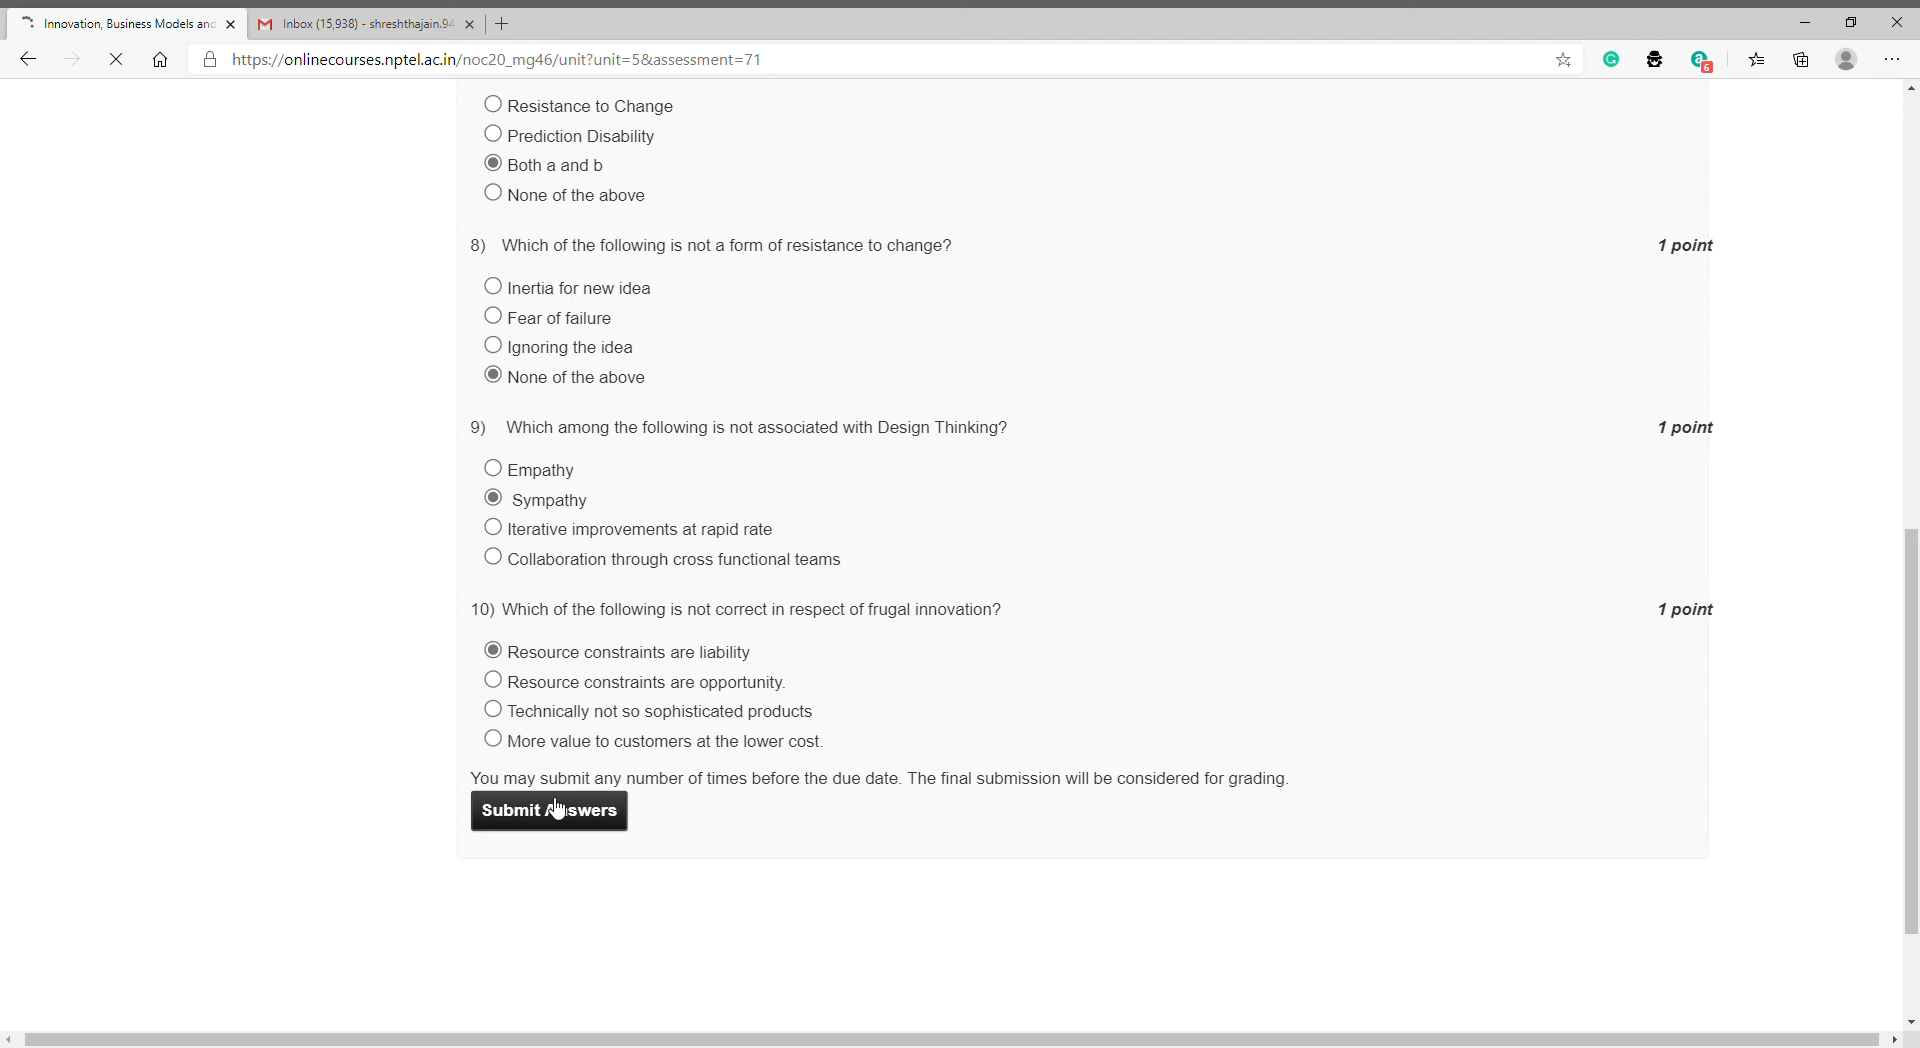 Innovation, Business Models and
Inbox (15,938) - shreshthajain.94
https://onlinecourses.nptel.ac.in/noc20_mg46/unit?unit=5&assessment=71
6
Resistance to Change
Prediction Disability
Both a and b
None of the above
8) Which of the following is not a form of resistance to change? 1 point
Inertia for new idea
Fear of failure
Ignoring the idea
None of the above
9) Which among the following is not associated with Design Thinking? 1 point
Empathy
Sympathy
Iterative improvements at rapid rate
Collaboration through cross functional teams
10) Which of the following is not correct in respect of frugal innovation? 1 point
Resource constraints are liability
Resource constraints are opportunity.
Technically not so sophisticated products
More value to customers at the lower cost.
You may submit any number of times before the due date. The final submission will be considered for grading.
Submit Answers